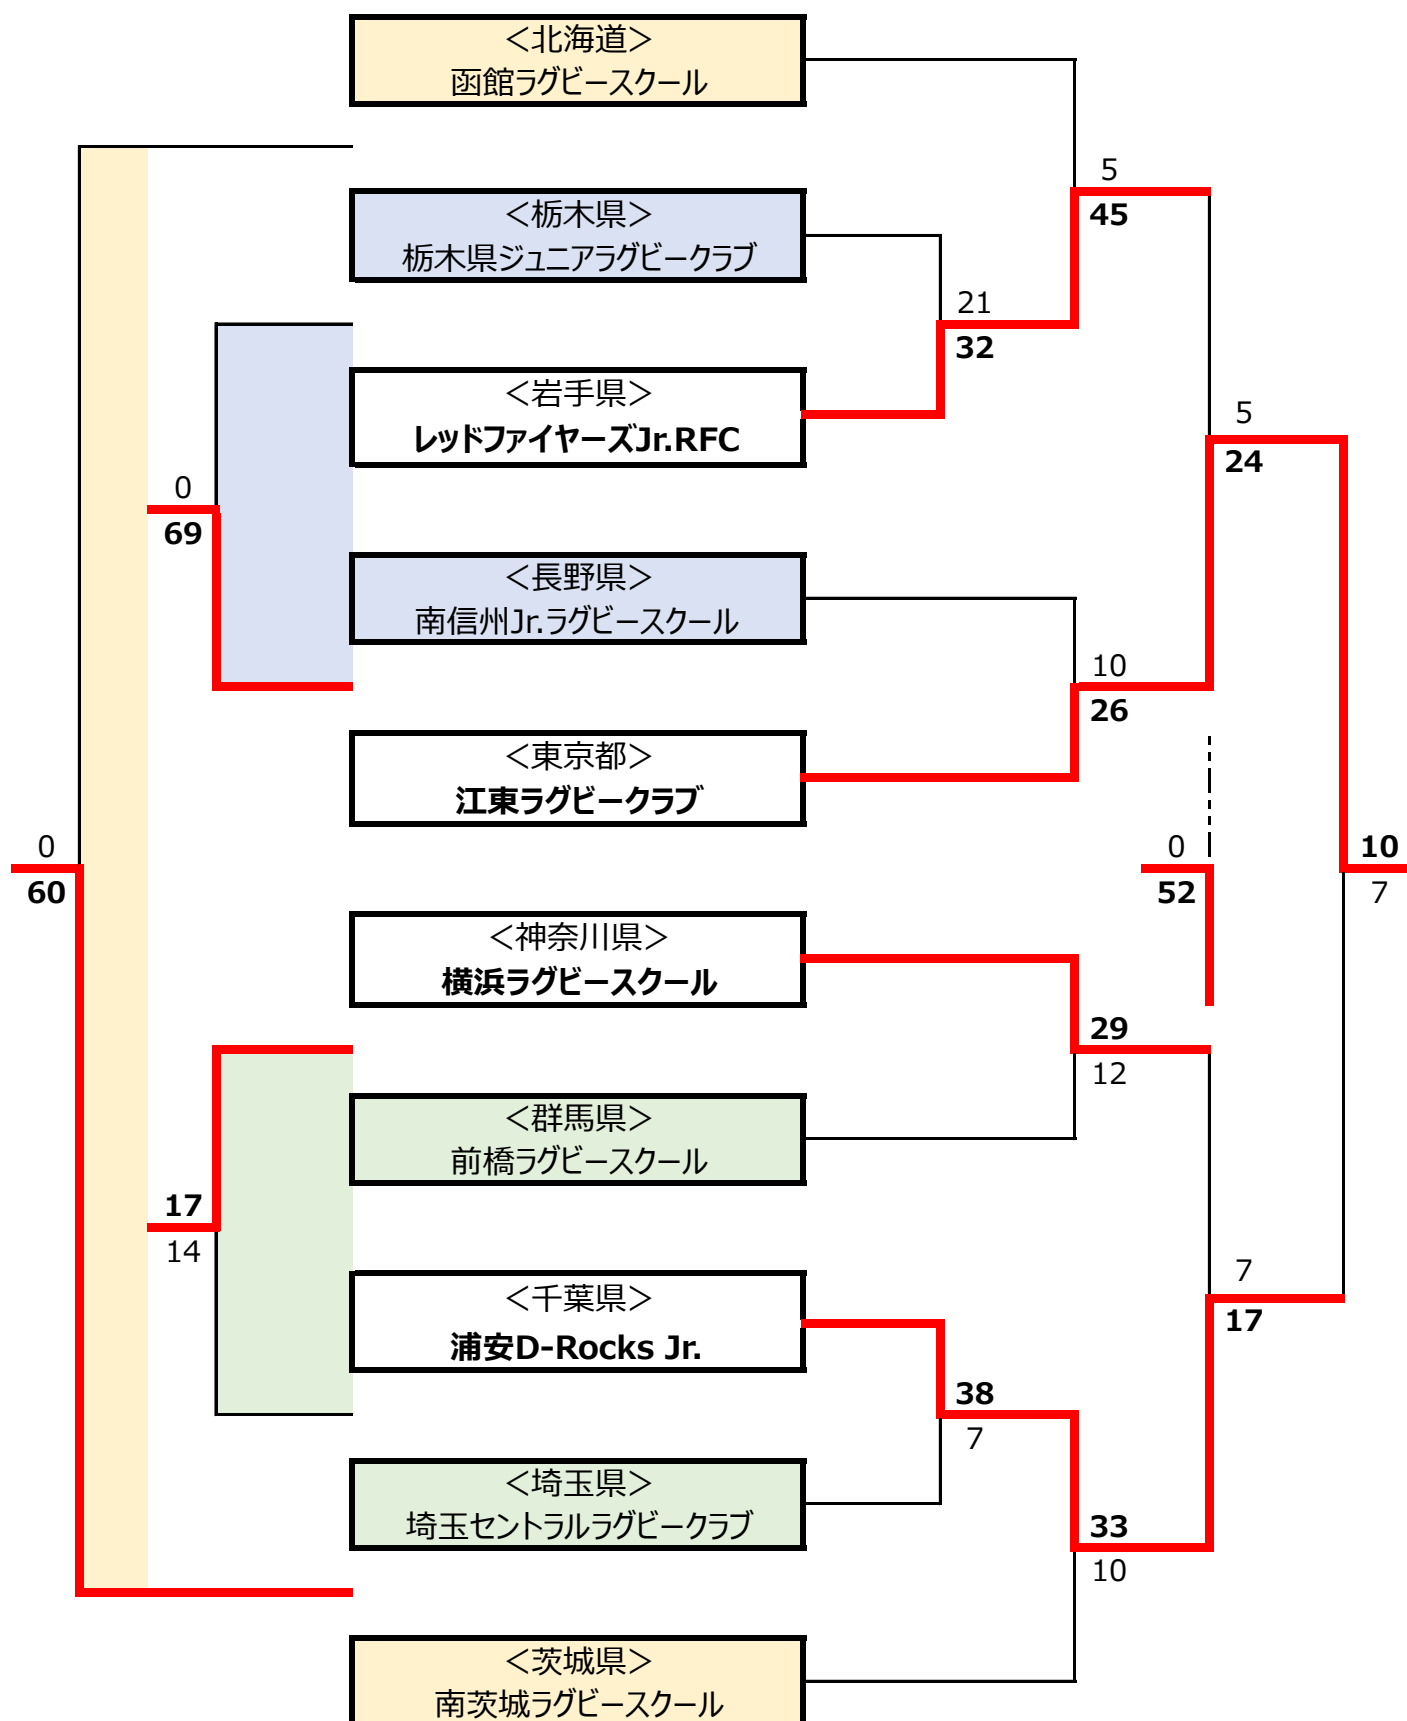 ＜北海道＞
函館ラグビースクール
5
45
＜栃木県＞
栃木県ジュニアラグビークラブ
21
32
＜岩手県＞
レッドファイヤーズJr.RFC
5
24
0
69
＜長野県＞
南信州Jr.ラグビースクール
10
26
＜東京都＞
江東ラグビークラブ
0
60
0
52
10
7
＜神奈川県＞
横浜ラグビースクール
29
12
＜群馬県＞
前橋ラグビースクール
17
14
＜千葉県＞
浦安D-Rocks Jr.
7
17
38
7
＜埼玉県＞
埼玉セントラルラグビークラブ
33
10
＜茨城県＞
南茨城ラグビースクール